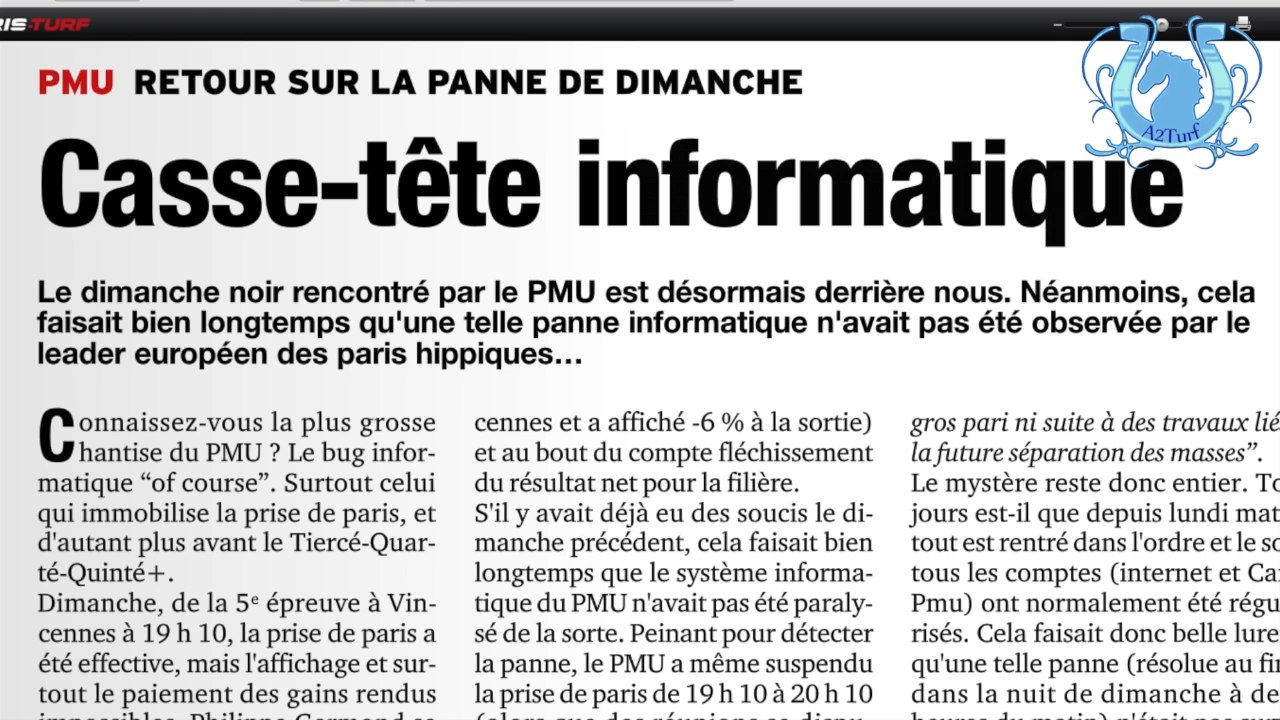 RIS-TURF
A2Turf
PMU RETOUR SUR LA PANNE DE DIMANCHE
Casse-tête informatique
Le dimanche noir rencontré par le PMU est désormais derrière nous. Néanmoins, cela
faisait bien longtemps qu'une telle panne informatique n'avait pas été observée par le
leader européen des paris hippiques...
Connaissez-vous la plus grosse
hantise du PMU ? Le bug infor-
matique “of course”. Surtout celui
qui immobilise la prise de paris, et
d'autant plus avant le Tiercé-Quar-
té-Quinté+.
Dimanche, de la 5e épreuve à Vin-
cennes à 19 h 10, la prise de paris a
été effective, mais l'affichage et sur-
tout le paiement des gains rendus
cennes et a affiché -6 % à la sortie)
et au bout du compte fléchissement
du résultat net pour la filière.
S'il y avait déjà eu des soucis le di-
manche précédent, cela faisait bien
longtemps que le système informa-
tique du PMU n'avait pas été paraly-
sé de la sorte. Peinant pour détecter
la panne, le PMU a même suspendu
la prise de paris de 19 h 10 à 20 h 10
gros pari ni suite à des travaux lié
la future séparation des masses”.
Le mystère reste donc entier. To
jours est-il que depuis lundi mat
tout est rentré dans l'ordre et le so
tous les comptes (internet et Ca
Pmu) ont normalement été régu
risés. Cela faisait donc belle lure
qu'une telle panne (résolue au fi
dans la nuit de dimanche à de